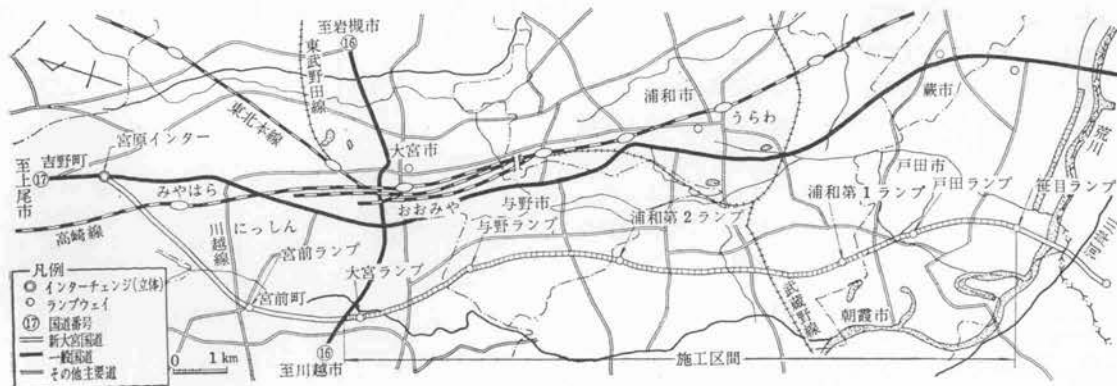 至岩槻市
⑯
東武野田線
東北本線
宮原インター
吉野町
至上尾市
⑰
みやはら
高崎線
川越線
にっしん
宮前ランプ
宮前町
大宮市
おおみや
大宮ランプ
与野市
与野ランプ
浦和市
うらわ
浦和第2ランプ
浦和第1ランプ
武蔵野線
戸田市
戸田ランプ
蕨市
荒川
笹目ランプ
朝霞市
⑯
至川越市
施工区間
凡例
インターチェンジ(立体)
ランプウェイ
⑰ 国道番号
新大宮国道
一般国道
その他主要道
0 1km